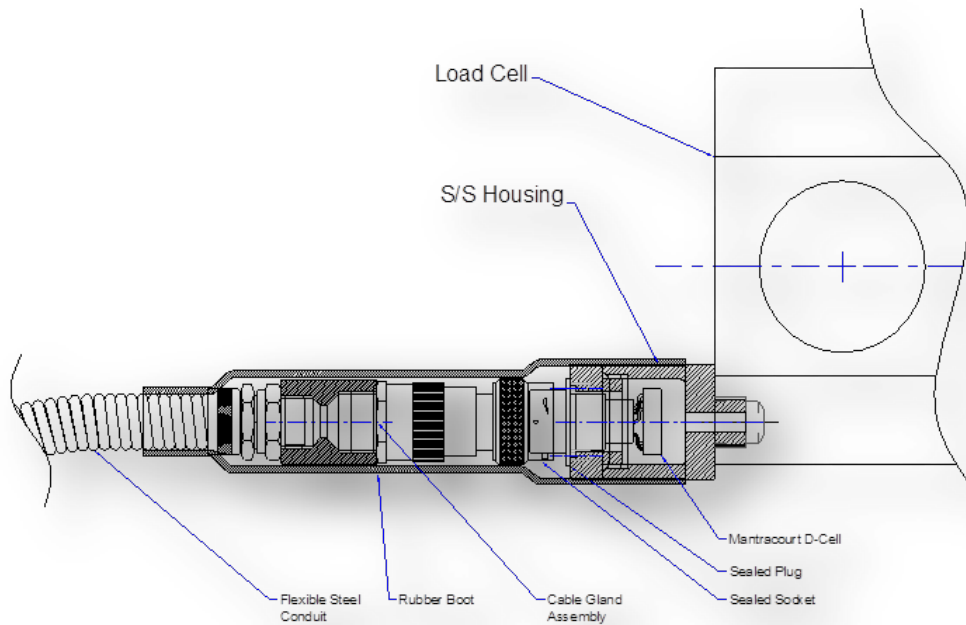 Load Cell
S/S Housing
Mantracourt D-Cell
Sealed Plug
Flexible Steel
Conduit
Rubber Boot
Cable Gland
Assembly
Sealed Socket